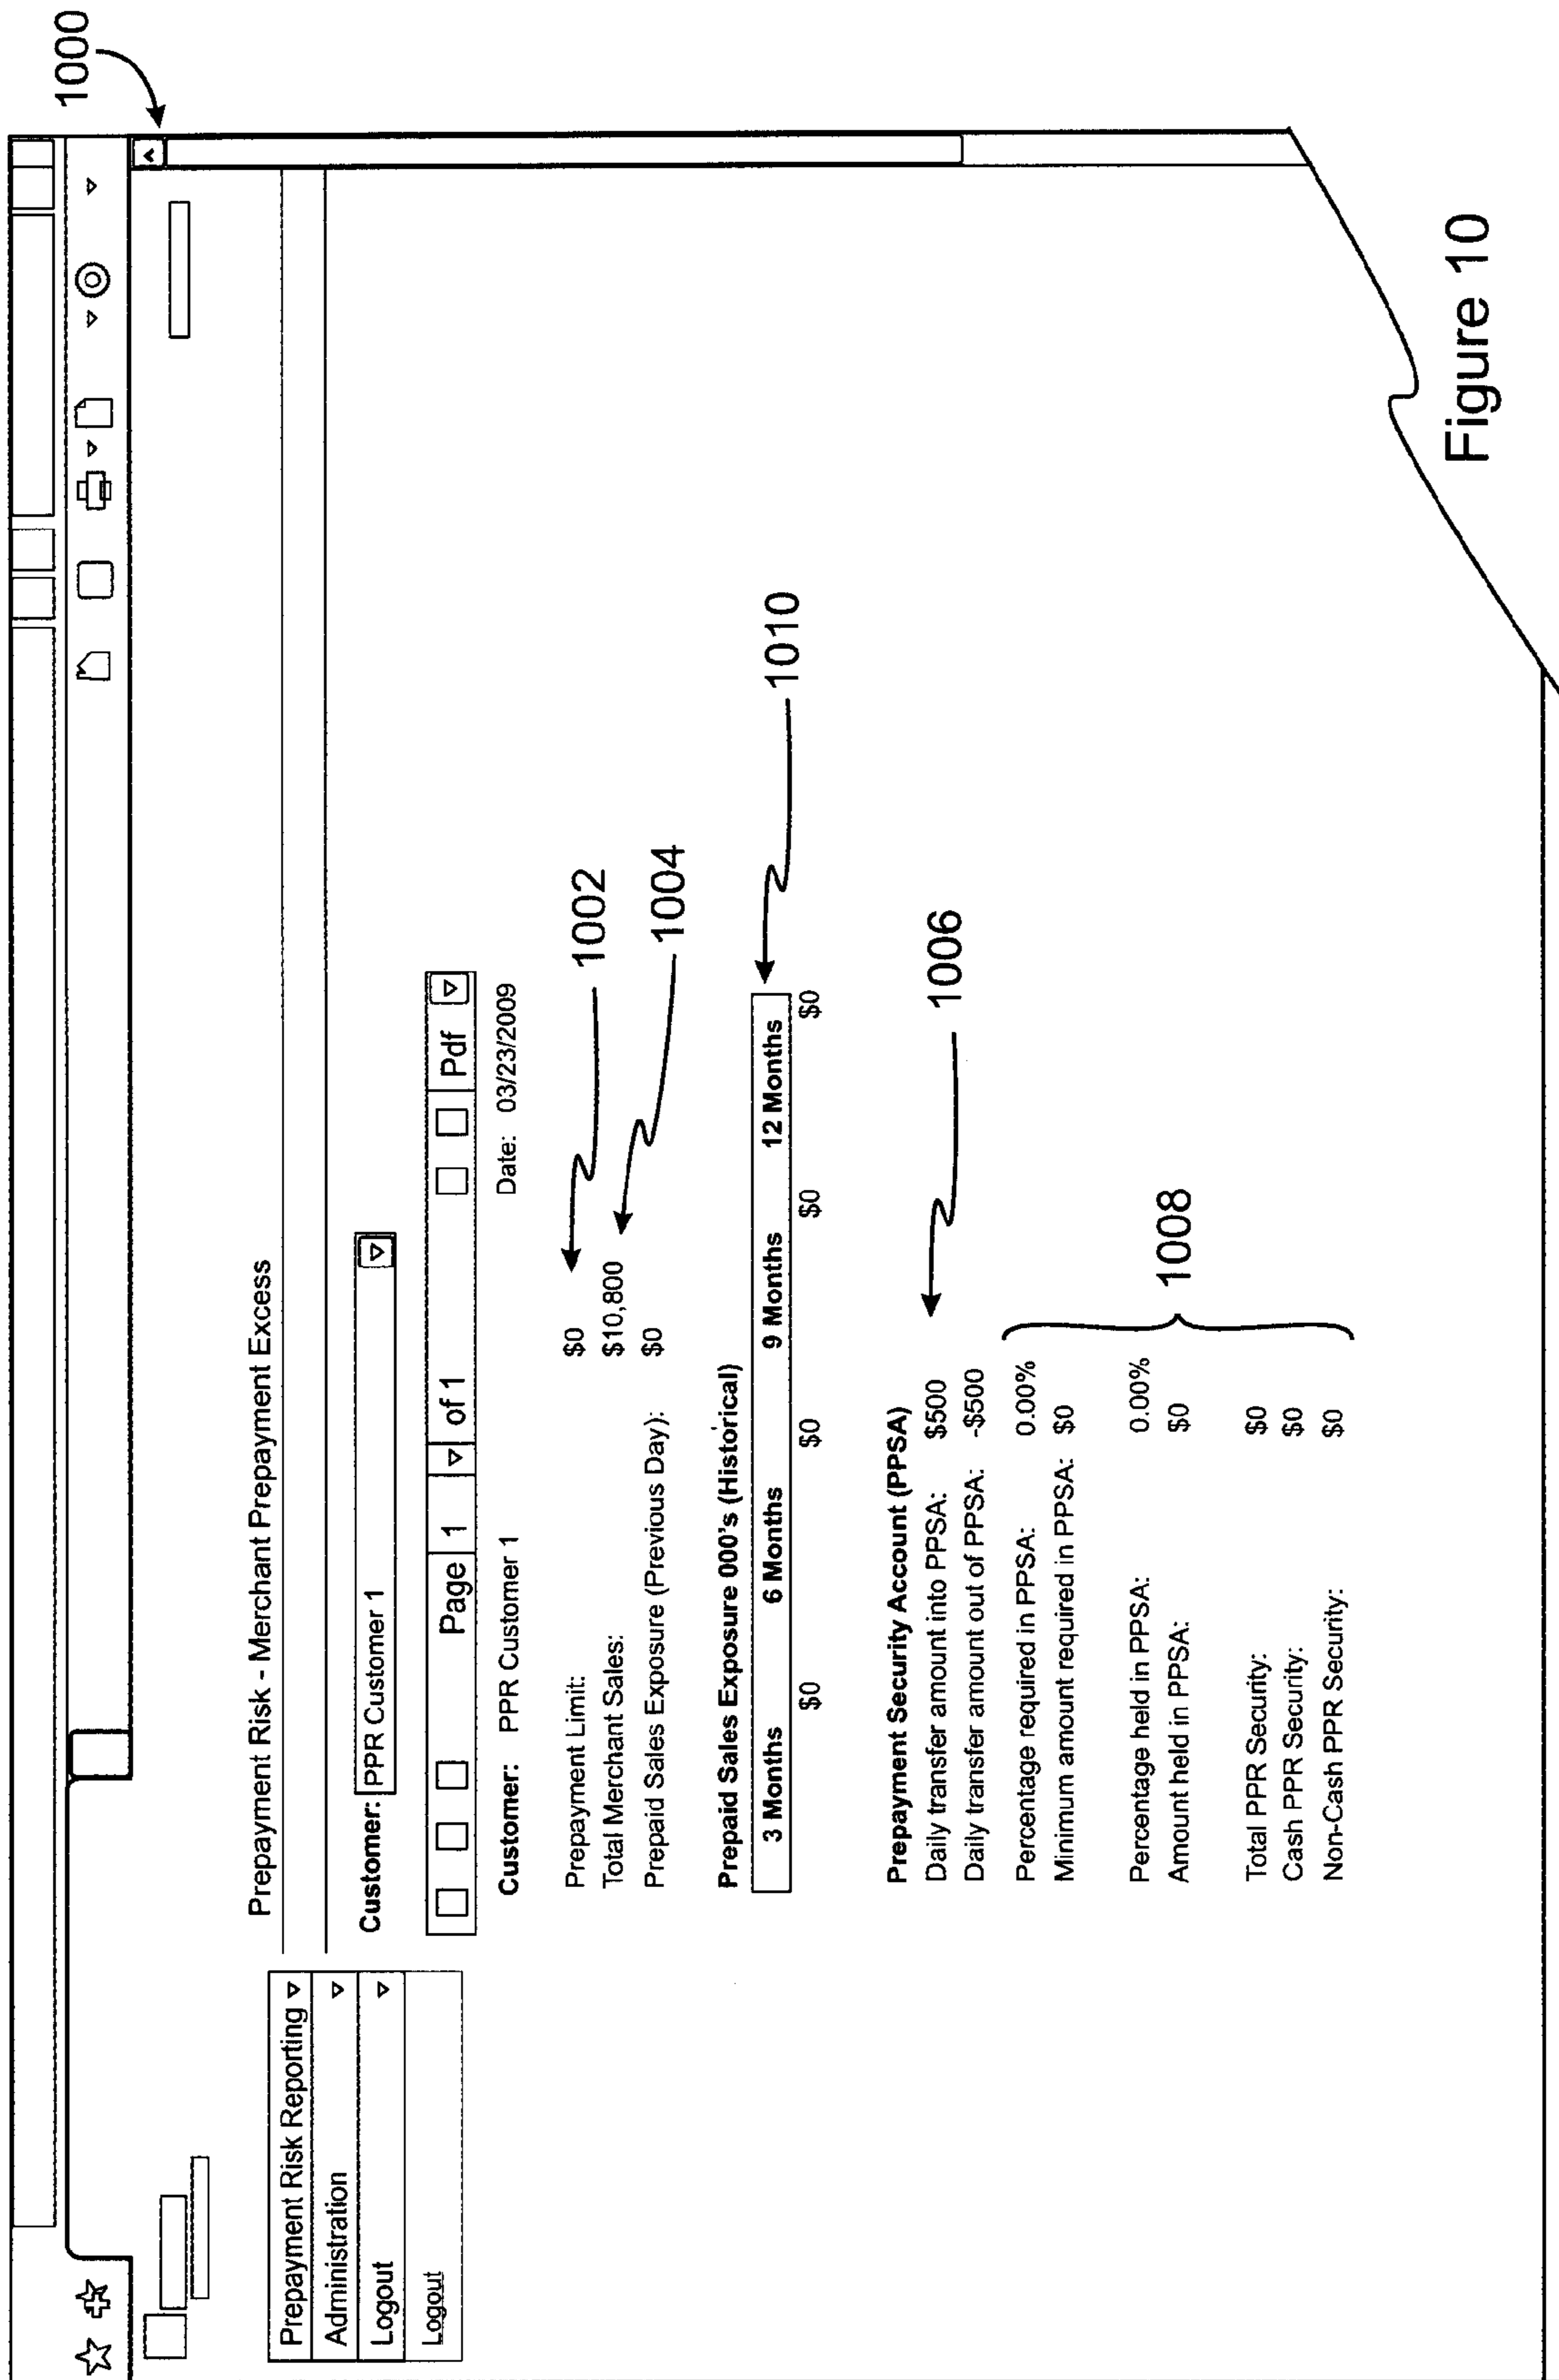 1000
Prepayment Risk - Merchant Prepayment Excess
Prepayment Risk Reporting
Administration
Logout
Logout
Customer: PPR Customer 1
Page 1 of 1 Pdf
Customer: PPR Customer 1 Date: 03/23/2009
Prepayment Limit: $0 1002
Total Merchant Sales: $10,800
Prepaid Sales Exposure (Previous Day): $0 1004
Prepaid Sales Exposure 000's (Historical)
3 Months 6 Months 9 Months 12 Months 1010
$0 $0 $0 $0
Prepayment Security Account (PPSA)
Daily transfer amount into PPSA: $500 1006
Daily transfer amount out of PPSA: -$500
Percentage required in PPSA: 0.00%
Minimum amount required in PPSA: $0
Percentage held in PPSA: 0.00%
Amount held in PPSA: $0 1008
Total PPR Security: $0
Cash PPR Security: $0
Non-Cash PPR Security: $0
Figure 10